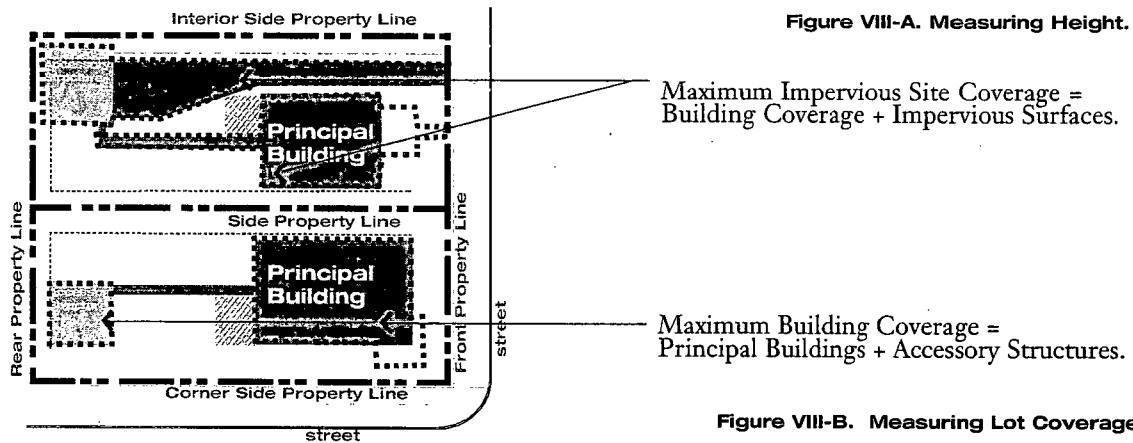 Interior Side Property Line
Figure VIII-A. Measuring Height.
Maximum Impervious Site Coverage =
Building Coverage + Impervious Surfaces.
Principal
Building
Side Property Line
Rear Property Line
Front Property Line
street
Principal
Building
Maximum Building Coverage =
Principal Buildings + Accessory Structures.
Corner Side Property Line
street
Figure VIII-B. Measuring Lot Coverage